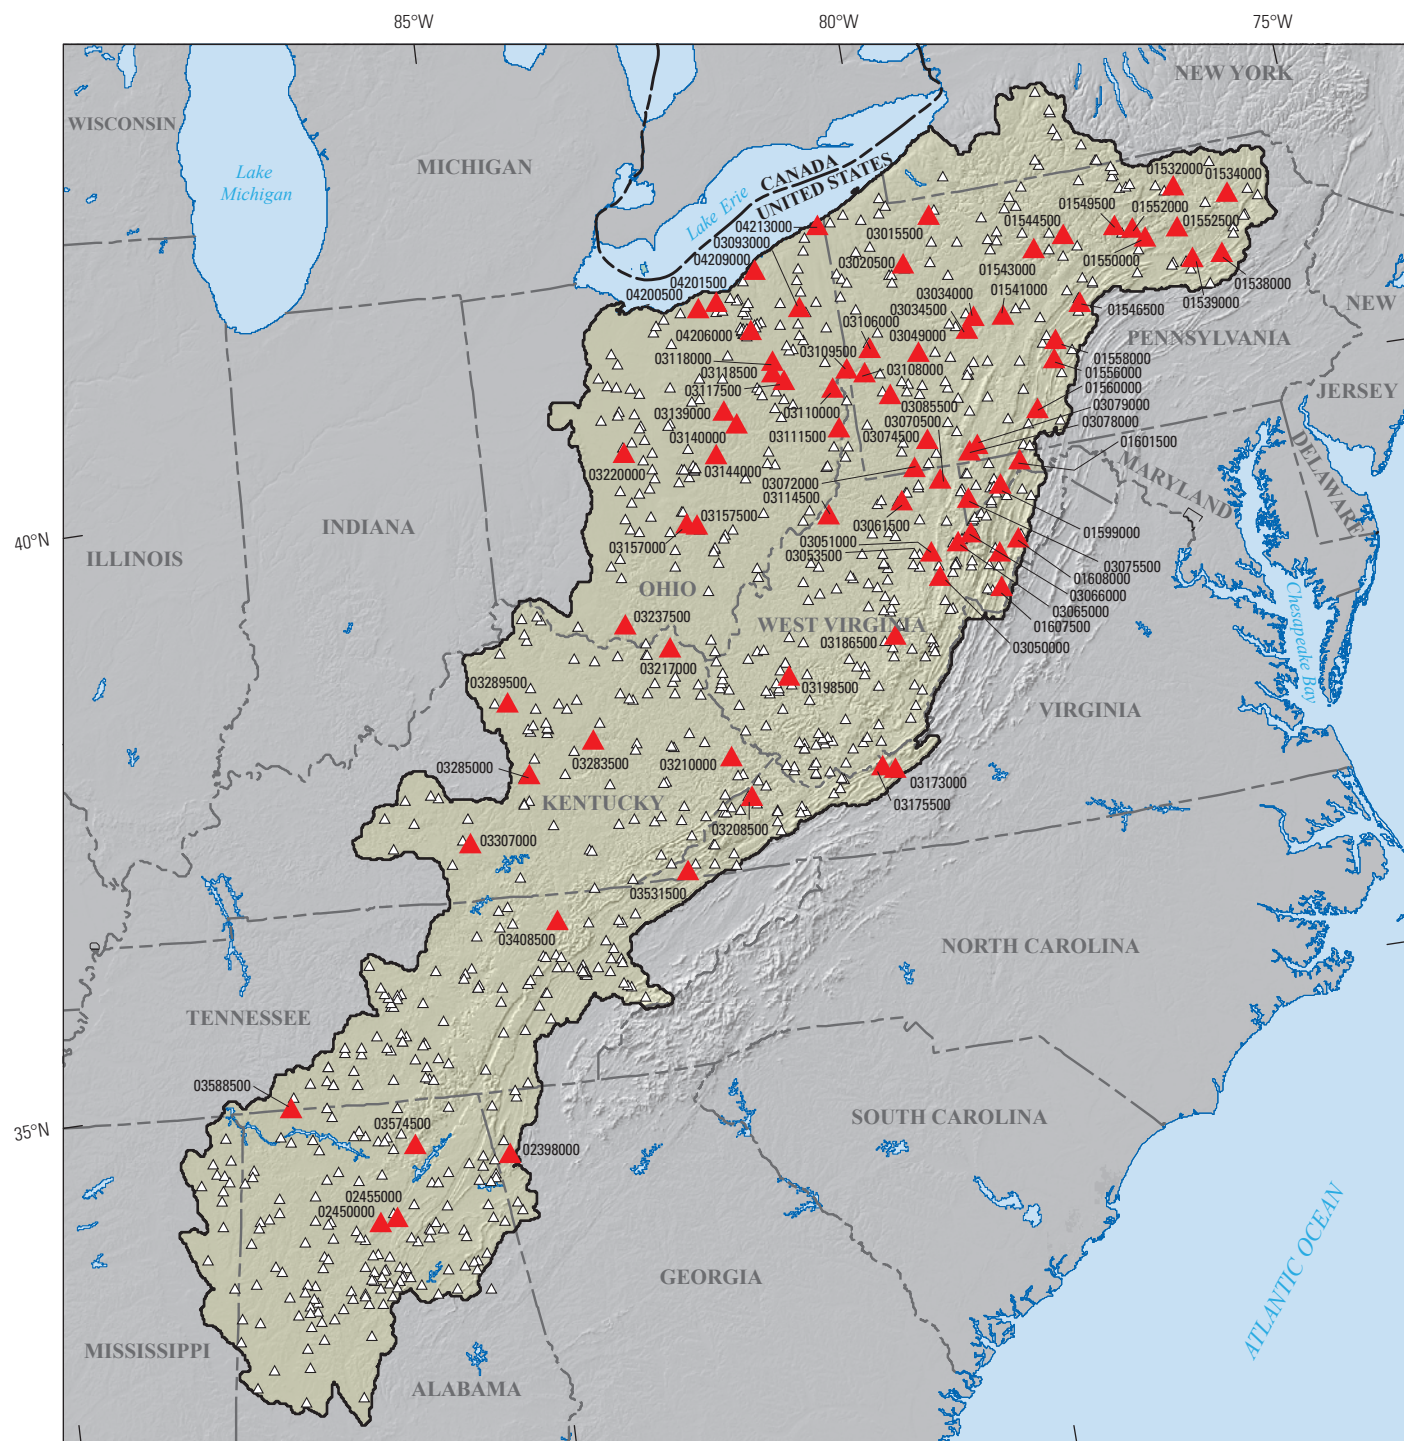 85°W
80°W
75°W
NEW YORK
WISCONSIN
MICHIGAN
Lake
Michigan
CANADA
UNITED STATES
Lake Erie
01532000
01534000
01549500
01552000
01544500
01552500
04213000
03015500
03093000
04209000
03020500
01550000
01543000
01538000
04201500
04200500
01539000
03034000
01541000
NEW
03034500
01546500
04206000
03106000
03049000
PENNSYLVANIA
03109500
01558000
03118000
03118500
03108000
01556000
03117500
01560000
JERSEY
03139000
03110000
03085500
03079000
03070500
03078000
03140000
03111500
03074500
01601500
DELAWARE
MARYLAND
03220000
03144000
03072000
03114500
INDIANA
03157500
03061500
01599000
03051000
40°N
03157000
03053500
03075500
ILLINOIS
01608000
OHIO
03066000
03065000
03237500
WEST VIRGINIA
01607500
03186500
03050000
Chesapeake Bay
03217000
03289500
03198500
VIRGINIA
03285000
03283500
03210000
03173000
KENTUCKY
03175500
03208500
03307000
03531500
03408500
NORTH CAROLINA
TENNESSEE
03588500
SOUTH CAROLINA
03574500
35°N
02398000
02455000
02450000
GEORGIA
ATLANTIC OCEAN
MISSISSIPPI
ALABAMA